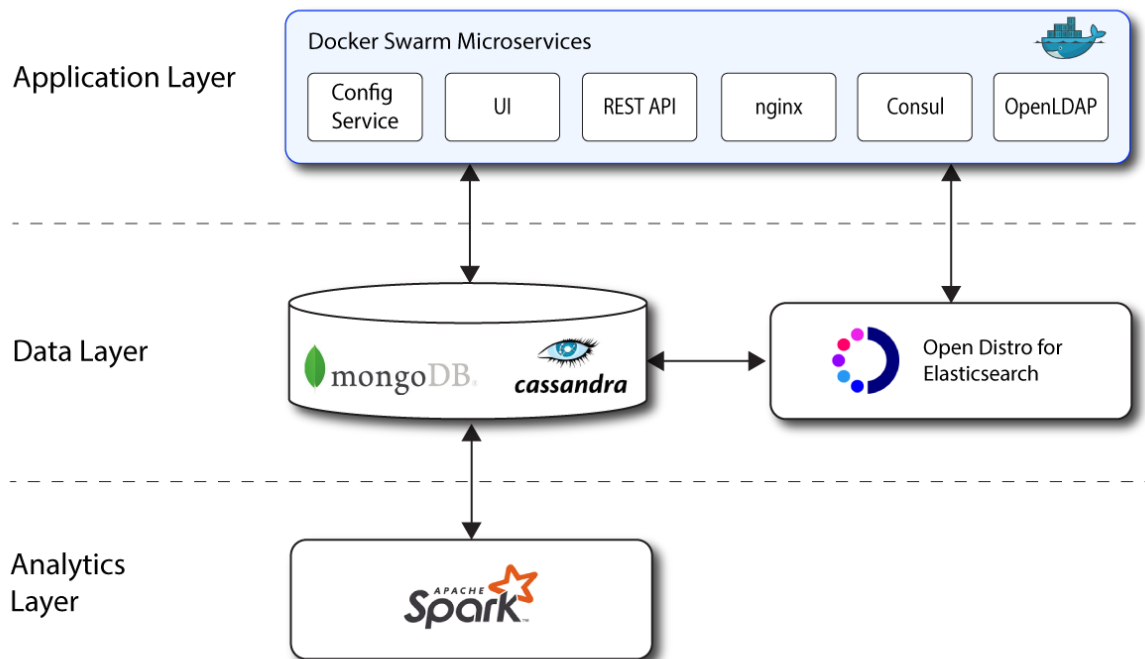 Application Layer
Docker Swarm Microservices
Config
Service
UI
REST API
nginx
Consul
OpenLDAP
Data Layer
mongoDB®
cassandra
Open Distro for
Elasticsearch
Analytics
Layer
APACHE
Spark™